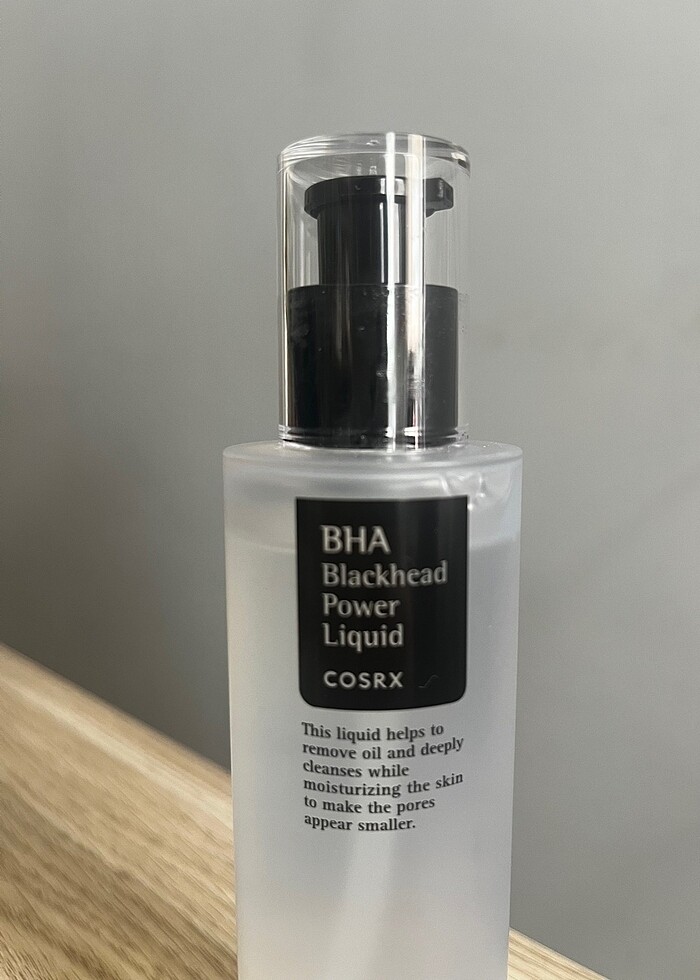 BHA
Blackhead
Power
Liquid
COSRX
This liquid helps to
remove oil and deeply
cleanses while
moisturizing the skin
to make the pores
appear smaller.